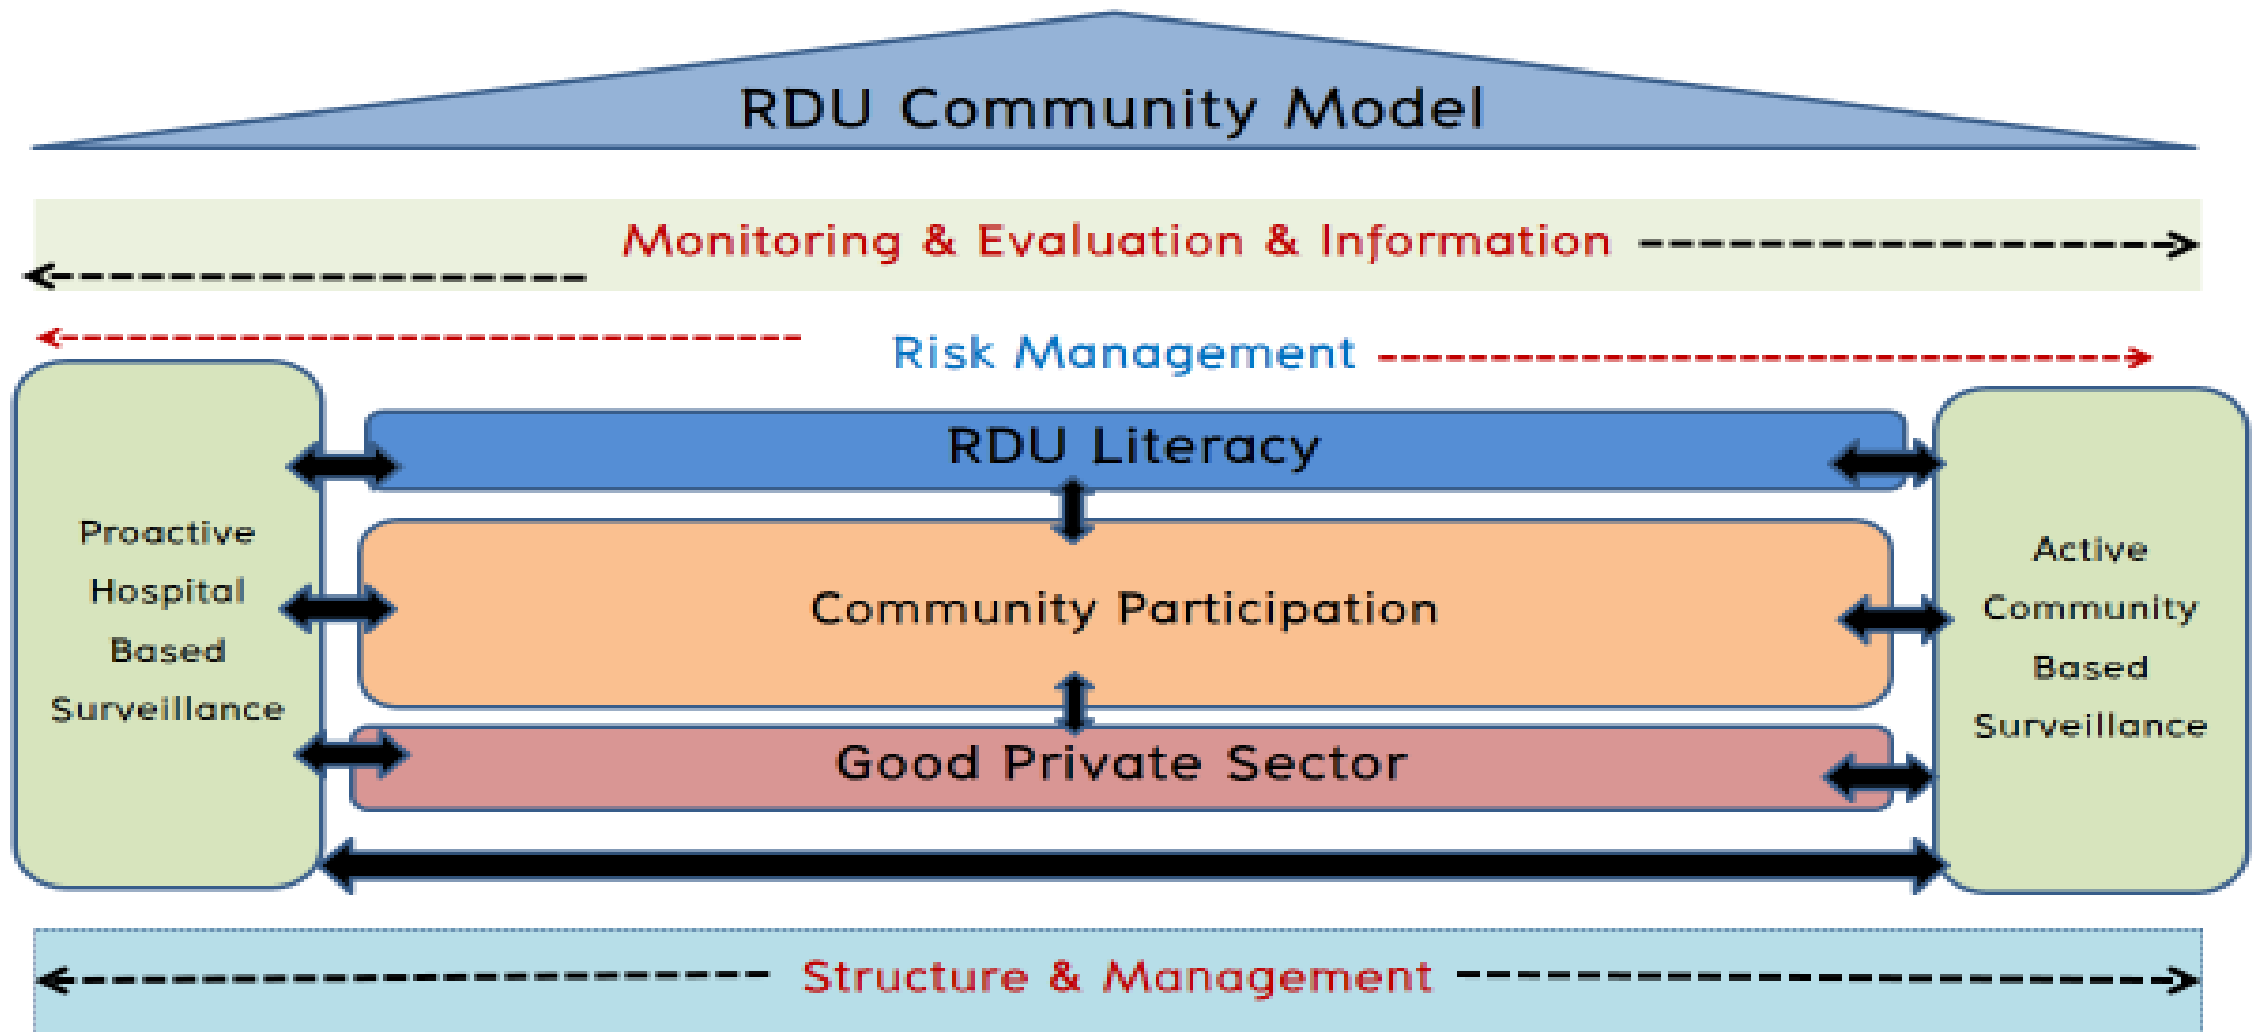 RDU Community Model
Monitoring & Evaluation & Information
Risk Management
RDU Literacy
Proactive
Hospital
Based
Surveillance
Community Participation
Active
Community
Based
Surveillance
Good Private Sector
Structure & Management